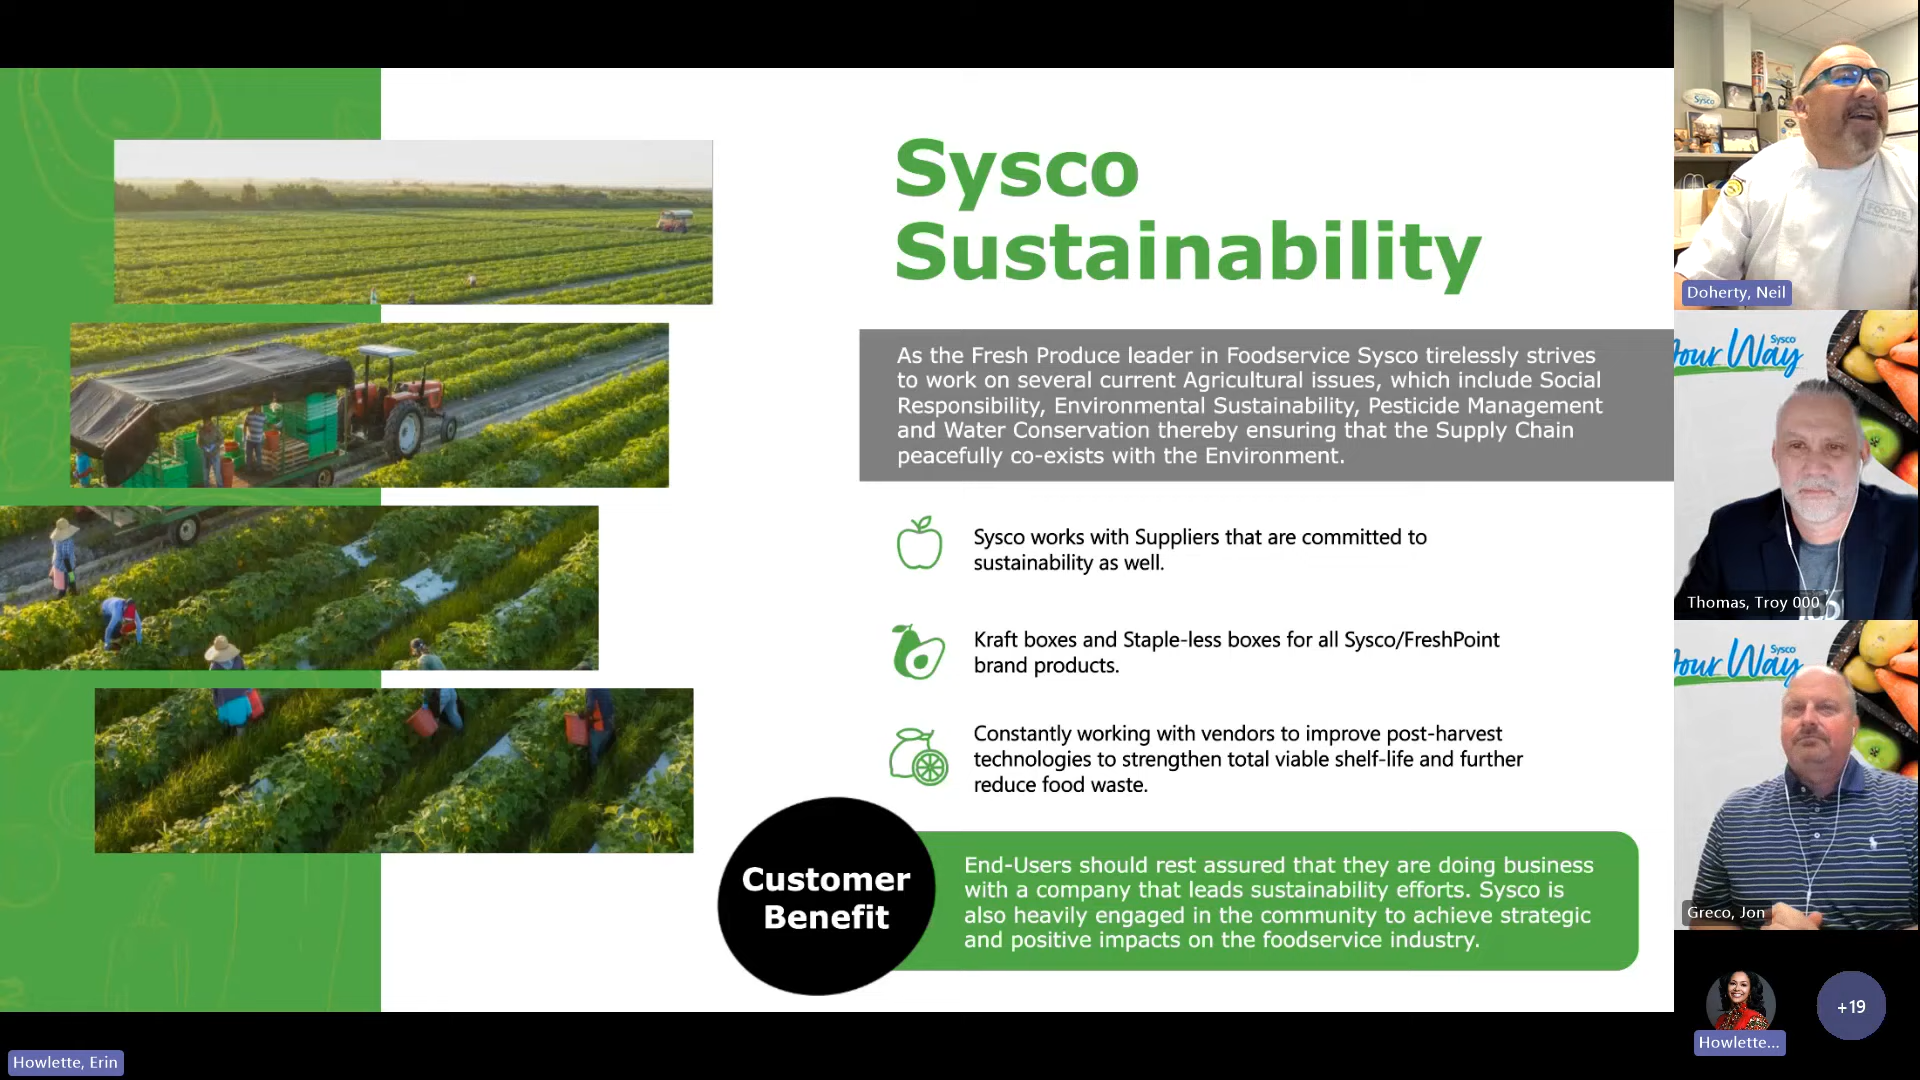 Sysco
Sustainability
As the Fresh Produce leader in Foodservice Sysco tirelessly strives
to work on several current Agricultural issues, which include Social
Responsibility, Environmental Sustainability, Pesticide Management
and Water Conservation thereby ensuring that the Supply Chain
peacefully co-exists with the Environment.
Sysco works with Suppliers that are committed to
sustainability as well.
Kraft boxes and Staple-less boxes for all Sysco/FreshPoint
brand products.
Constantly working with vendors to improve post-harvest
technologies to strengthen total viable shelf-life and further
reduce food waste.
Customer
Benefit
End-Users should rest assured that they are doing business
with a company that leads sustainability efforts. Sysco is
also heavily engaged in the community to achieve strategic
and positive impacts on the foodservice industry.
Sysco
FOODIE
Doherty, Neil
Sysco
our Way
Thomas, Troy 000
Sysco
our Way
Greco, Jon
Howlette...
+19
Howlette, Erin